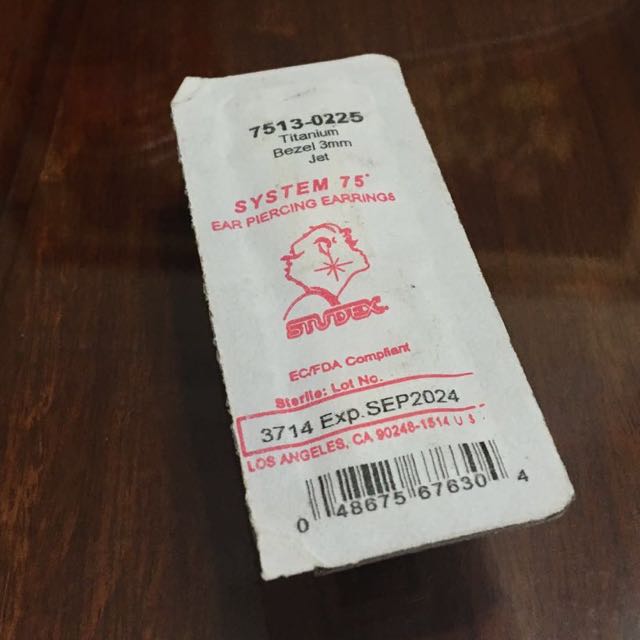 7513-0225
Titanium
Bezel 3mm
Jet
SYSTEM 75®
EAR PIERCING EARRINGS
STUDEX®
EC/FDA Compliant
Sterile: Lot No.
3714 Exp.SEP2024
LOS ANGELES, CA 90248-1514 U.S.
0 48675 67630 4